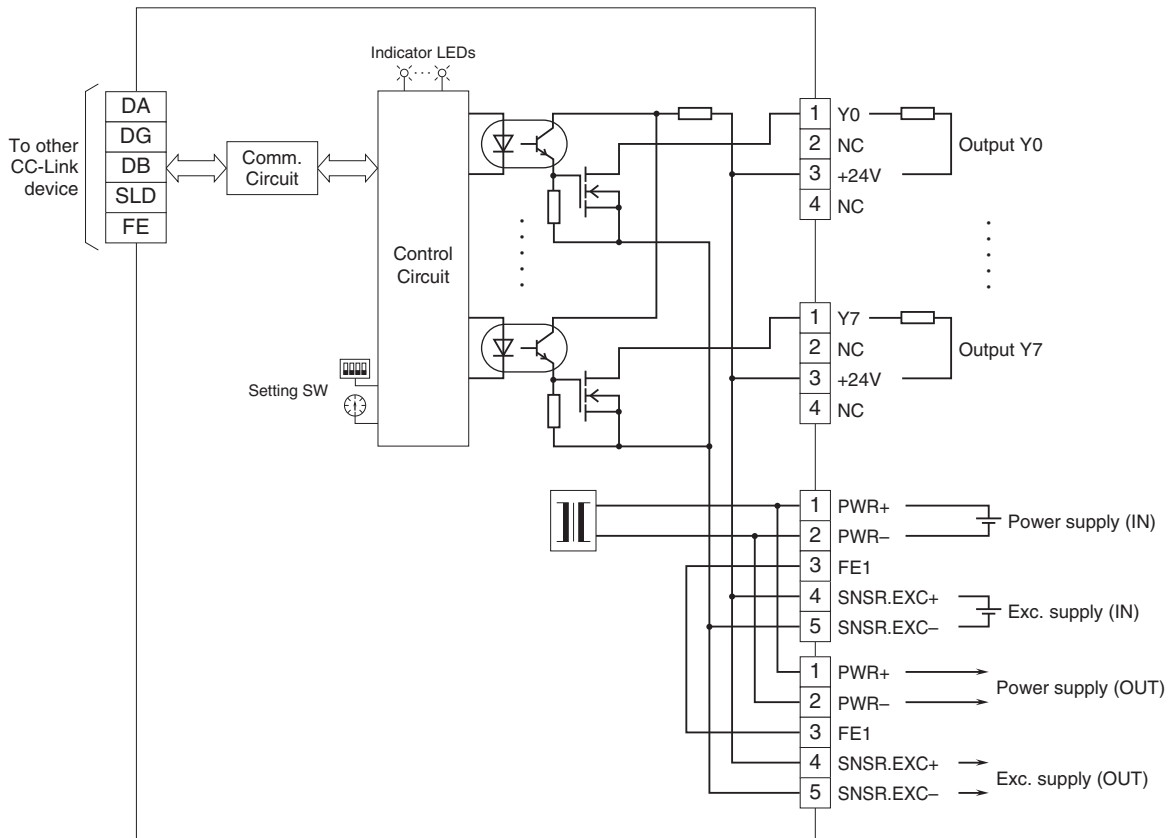 Indicator LEDs
To other
CC-Link
device
DA
DG
DB
SLD
FE
Comm.
Circuit
Control
Circuit
Setting SW
1 Y0
2 NC
3 +24V
4 NC
Output Y0
1 Y7
2 NC
3 +24V
4 NC
Output Y7
1 PWR+
2 PWR–
3 FE1
4 SNSR.EXC+
5 SNSR.EXC–
Power supply (IN)
Exc. supply (IN)
1 PWR+
2 PWR–
3 FE1
4 SNSR.EXC+
5 SNSR.EXC–
Power supply (OUT)
Exc. supply (OUT)